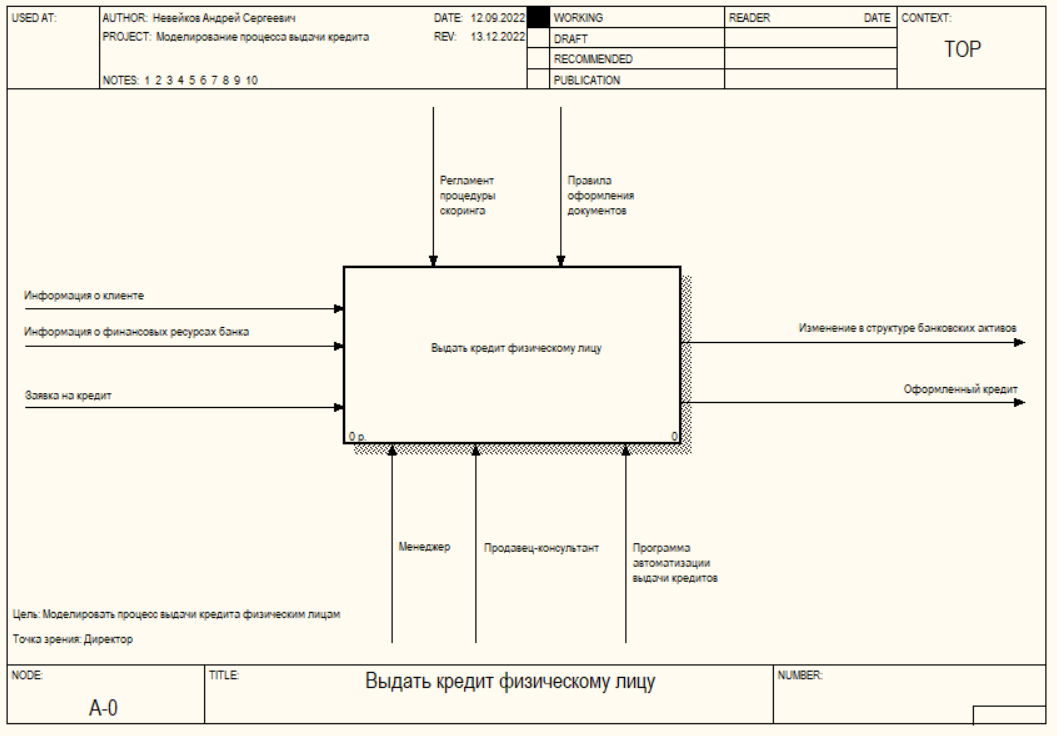 USED AT:
AUTHOR: Невейков Андрей Сергеевич
DATE: 12.09.2022
WORKING
READER
DATE
CONTEXT:
PROJECT: Моделирование процесса выдачи кредита
REV: 13.12.2022
DRAFT
TOP
RECOMMENDED
NOTES: 1 2 3 4 5 6 7 8 9 10
PUBLICATION
Регламент
процедуры
скоринга
Правила
оформления
документов
Информация о клиенте
Информация о финансовых ресурсах банка
Заявка на кредит
Выдать кредит физическому лицу
0 р.
0
Изменение в структуре банковских активов
Оформленный кредит
Менеджер
Продавец-консультант
Программа
автоматизации
выдачи кредитов
Цель: Моделировать процесс выдачи кредита физическим лицам
Точка зрения: Директор
NODE:
A-0
TITLE:
Выдать кредит физическому лицу
NUMBER: